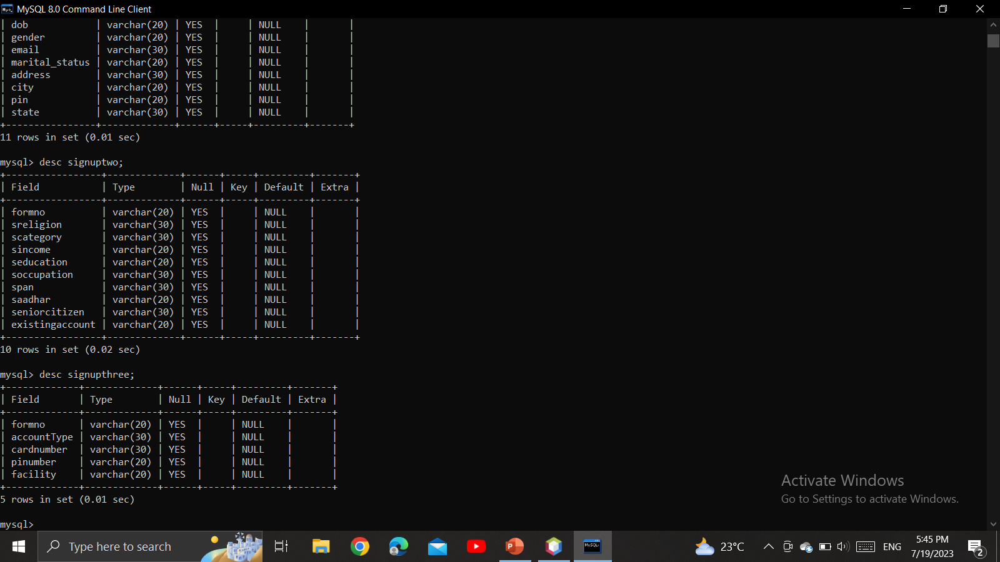 MySQL 8.0 Command Line Client
| dob            | varchar(20) | YES  |     | NULL    |       |
| gender         | varchar(20) | YES  |     | NULL    |       |
| email          | varchar(30) | YES  |     | NULL    |       |
| marital_status | varchar(20) | YES  |     | NULL    |       |
| address        | varchar(30) | YES  |     | NULL    |       |
| city           | varchar(20) | YES  |     | NULL    |       |
| pin            | varchar(20) | YES  |     | NULL    |       |
| state          | varchar(30) | YES  |     | NULL    |       |
+----------------+-------------+------+-----+---------+-------+
11 rows in set (0.01 sec)
mysql> desc signuptwo;
+-----------------+-------------+------+-----+---------+-------+
| Field           | Type        | Null | Key | Default | Extra |
+-----------------+-------------+------+-----+---------+-------+
| formno          | varchar(20) | YES  |     | NULL    |       |
| sreligion       | varchar(30) | YES  |     | NULL    |       |
| scategory       | varchar(30) | YES  |     | NULL    |       |
| sincome         | varchar(20) | YES  |     | NULL    |       |
| seducation      | varchar(20) | YES  |     | NULL    |       |
| soccupation     | varchar(30) | YES  |     | NULL    |       |
| span            | varchar(30) | YES  |     | NULL    |       |
| saadhar         | varchar(20) | YES  |     | NULL    |       |
| seniorcitizen   | varchar(30) | YES  |     | NULL    |       |
| existingaccount | varchar(20) | YES  |     | NULL    |       |
+-----------------+-------------+------+-----+---------+-------+
10 rows in set (0.02 sec)
mysql> desc signupthree;
+-------------+-------------+------+-----+---------+-------+
| Field       | Type        | Null | Key | Default | Extra |
+-------------+-------------+------+-----+---------+-------+
| formno      | varchar(20) | YES  |     | NULL    |       |
| accountType | varchar(30) | YES  |     | NULL    |       |
| cardnumber  | varchar(30) | YES  |     | NULL    |       |
| pinumber    | varchar(20) | YES  |     | NULL    |       |
| facility    | varchar(20) | YES  |     | NULL    |       |
+-------------+-------------+------+-----+---------+-------+
5 rows in set (0.01 sec)
mysql>
Activate Windows
Go to Settings to activate Windows.
Type here to search
MySQL>
23°C
ENG
5:45 PM
7/19/2023
2